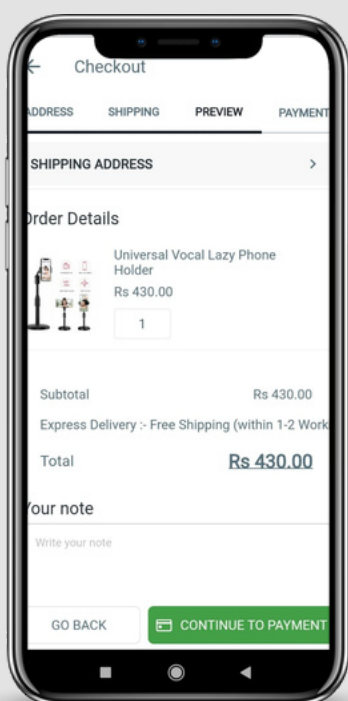 Checkout
ADDRESS SHIPPING PREVIEW PAYMENT
SHIPPING ADDRESS
Order Details
Universal Vocal Lazy Phone
Holder
Rs 430.00
1
Subtotal Rs 430.00
Express Delivery :- Free Shipping (within 1-2 Work
Total Rs 430.00
Your note
Write your note
GO BACK CONTINUE TO PAYMENT